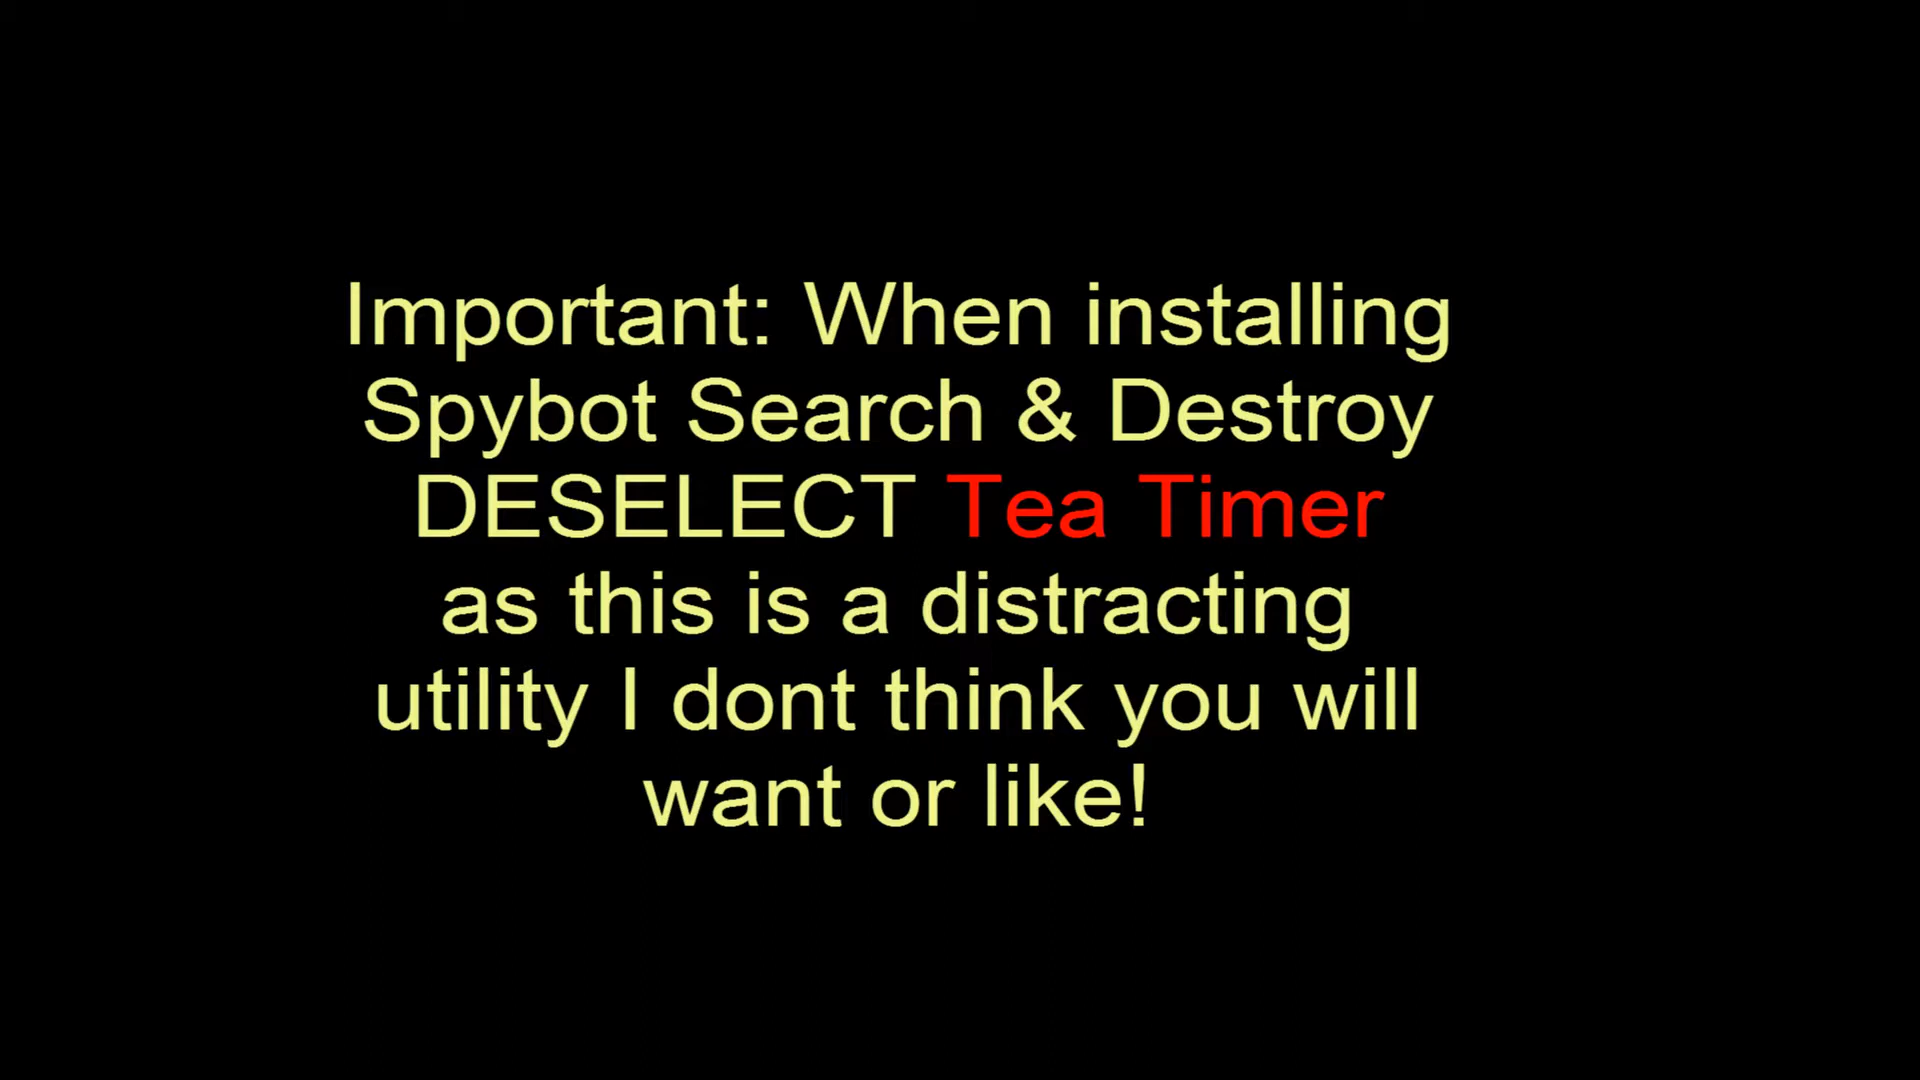 Important: When installing
Spybot Search & Destroy
DESELECT Tea Timer
as this is a distracting
utility I dont think you will
want or like!